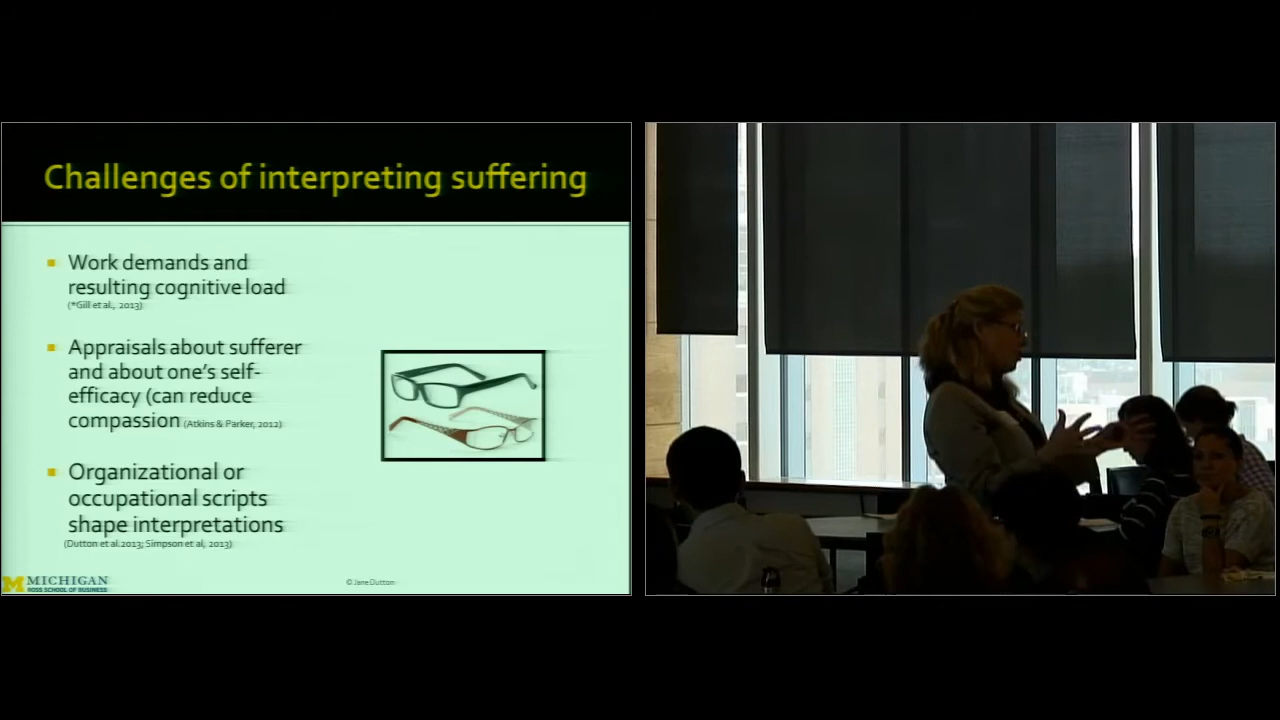 Challenges of interpreting suffering
Work demands and
resulting cognitive load
(*Gill et al., 2013)
Appraisals about sufferer
and about one's self-
efficacy (can reduce
compassion (Atkins & Parker, 2012)
Organizational or
occupational scripts
shape interpretations
(Dutton et al.2013; Simpson et al, 2013)
M MICHIGAN
ROSS SCHOOL OF BUSINESS
© Jane Dutton